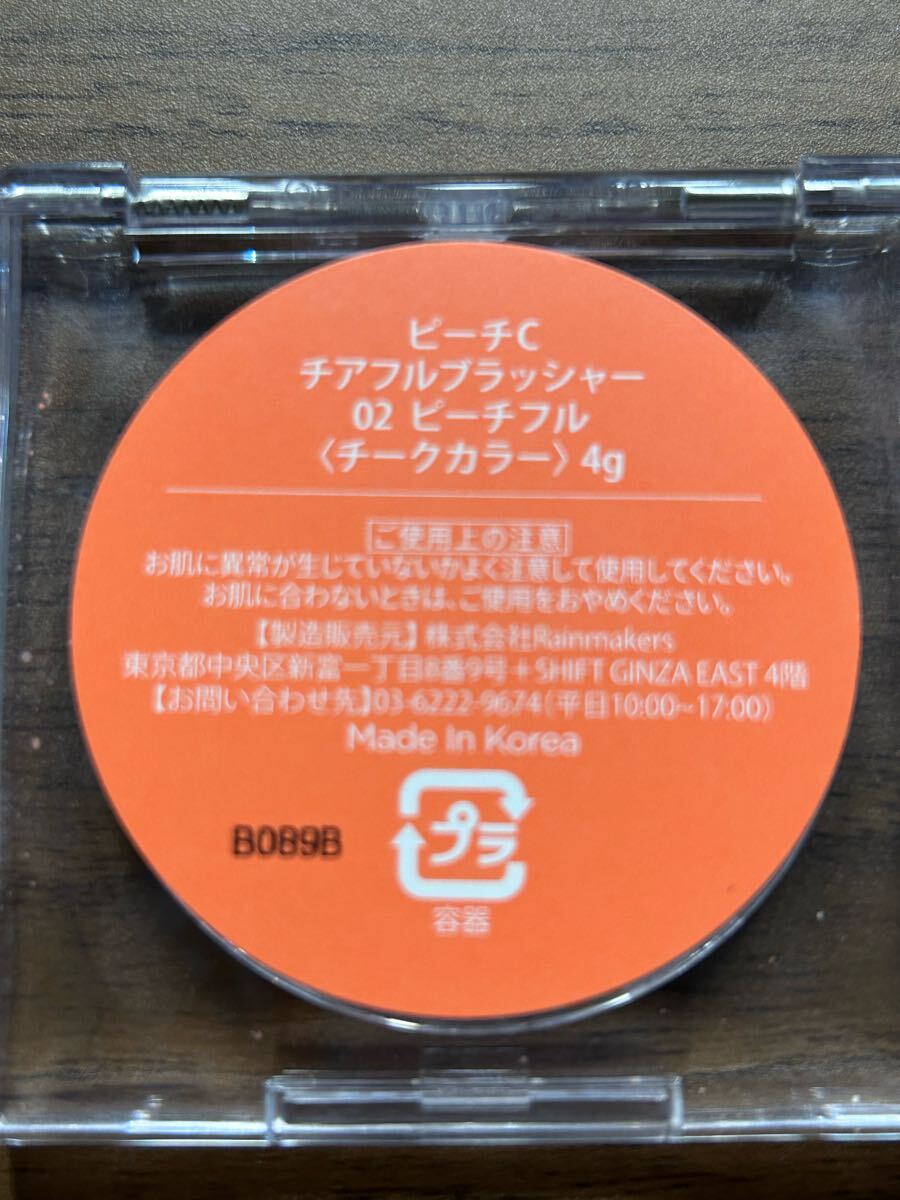 ピーチC
チアフルブラッシャー
02 ピーチフル
〈チークカラー〉4g
ご使用上の注意
お肌に異常が生じていないかよく注意して使用してください。
お肌に合わないときは、ご使用をおやめください。
【製造販売元】株式会社Rainmakers
東京都中央区新富一丁目8番9号+SHIFT GINZA EAST 4階
【お問い合わせ先】03-6222-9674(平日10:00~17:00)
Made In Korea
プラ
B089B
容器